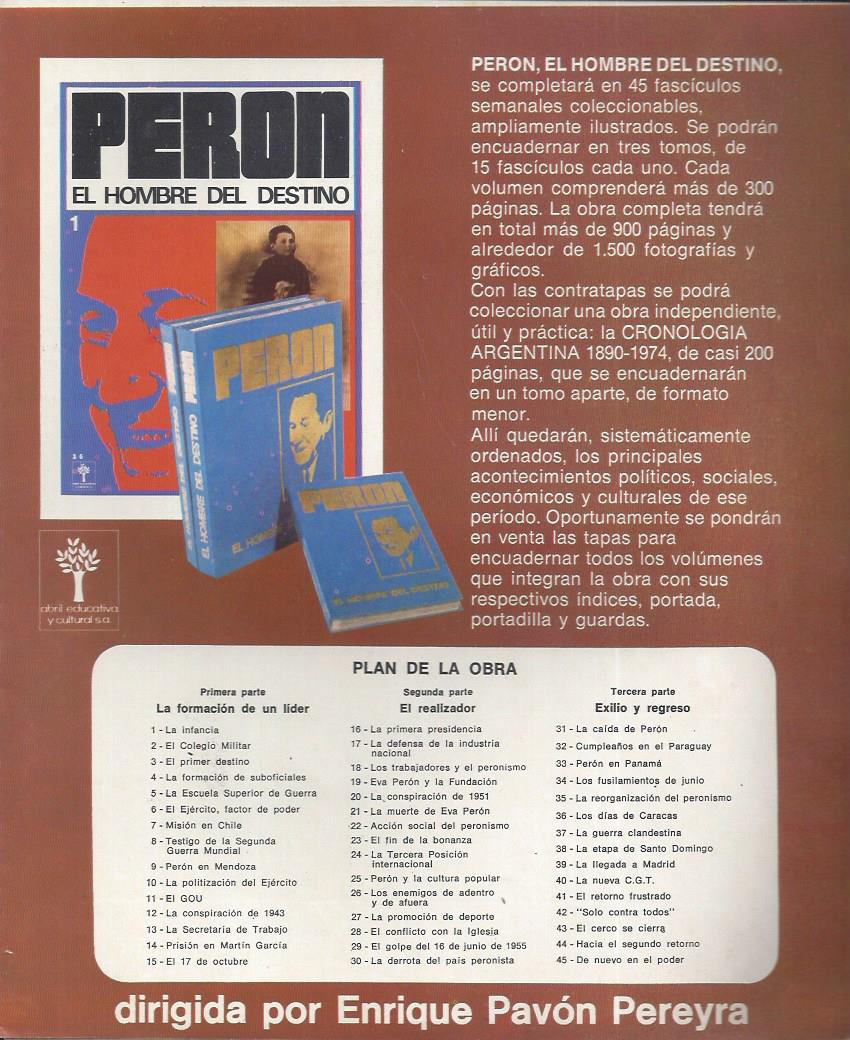 PERON
EL HOMBRE DEL DESTINO
1
PERON
PERON EL HOMBRE DEL DESTINO
EL HOMBRE DEL DESTINO
PERON
EL HOMBRE DEL DESTINO
abril educativa
y cultural s.a.
PERON, EL HOMBRE DEL DESTINO,
se completará en 45 fascículos
semanales coleccionables,
ampliamente ilustrados. Se podrán
encuadernar en tres tomos, de
15 fascículos cada uno. Cada
volumen comprenderá más de 300
páginas. La obra completa tendrá
en total más de 900 páginas y
alrededor de 1.500 fotografías y
gráficos.
Con las contratapas se podrá
coleccionar una obra independiente,
útil y práctica: la CRONOLOGIA
ARGENTINA 1890-1974, de casi 200
páginas, que se encuadernarán
en un tomo aparte, de formato
menor.
Allí quedarán, sistemáticamente
ordenados, los principales
acontecimientos políticos, sociales,
económicos y culturales de ese
período. Oportunamente se pondrán
en venta las tapas para
encuadernar todos los volúmenes
que integran la obra con sus
respectivos índices, portada,
portadilla y guardas.
PLAN DE LA OBRA
Primera parte
La formación de un líder
1 - La infancia
2 - El Colegio Militar
3 - El primer destino
4 - La formación de suboficiales
5 - La Escuela Superior de Guerra
6 - El Ejército, factor de poder
7 - Misión en Chile
8 - Testigo de la Segunda
Guerra Mundial
9 - Perón en Mendoza
10 - La politización del Ejército
11 - El GOU
12 - La conspiración de 1943
13 - La Secretaría de Trabajo
14 - Prisión en Martín García
15 - El 17 de octubre
Segunda parte
El realizador
16 - La primera presidencia
17 - La defensa de la industria
nacional
18 - Los trabajadores y el peronismo
19 - Eva Perón y la Fundación
20 - La conspiración de 1951
21 - La muerte de Eva Perón
22 - Acción social del peronismo
23 - El fin de la bonanza
24 - La Tercera Posición
internacional
25 - Perón y la cultura popular
26 - Los enemigos de adentro
y de afuera
27 - La promoción de deporte
28 - El conflicto con la Iglesia
29 - El golpe del 16 de junio de 1955
30 - La derrota del país peronista
Tercera parte
Exilio y regreso
31 - La caída de Perón
32 - Cumpleaños en el Paraguay
33 - Perón en Panamá
34 - Los fusilamientos de junio
35 - La reorganización del peronismo
36 - Los días de Caracas
37 - La guerra clandestina
38 - La etapa de Santo Domingo
39 - La llegada a Madrid
40 - La nueva C.G.T.
41 - El retorno frustrado
42 - "Solo contra todos"
43 - El cerco se cierra
44 - Hacia el segundo retorno
45 - De nuevo en el poder
dirigida por Enrique Pavón Pereyra